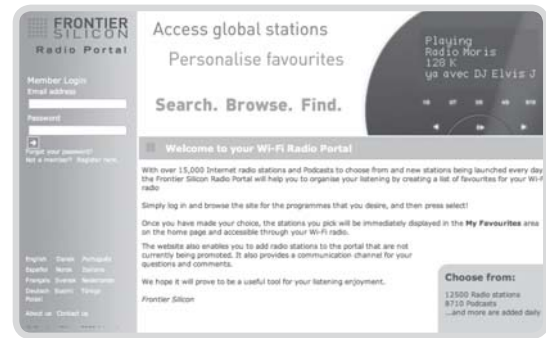 FRONTIER
SILICON
Radio Portal
Member Login
Email address
Password
Forgot your password?
Not a member? Register here.
English Dansk Português
Español Norsk Italiano
Français Svenska Nederlands
Deutsch Suomi Türkçe
About us Contact us
Access global stations
Personalise favourites
Search. Browse. Find.
Playing
Radio Moris
128 K
ya avec DJ Elvis J
Welcome to your Wi-Fi Radio Portal
With over 15,000 Internet radio stations and Podcasts to choose from and new stations being launched every day
the Frontier Silicon Radio Portal will help you to organise your listening by creating a list of favourites for your Wi-F
radio
Simply log in and browse the site for the programmes that you desire, and then press select!
Once you have made your choice, the stations you pick will be immediately displayed in the My Favourites area
on the home page and accessible through your Wi-Fi radio.
The website also enables you to add radio stations to the portal that are not
currently being promoted. It also provides a communication channel for your
questions and comments.
We hope it will prove to be a useful tool for your listening enjoyment.
Frontier Silicon
Choose from:
12500 Radio stations
8710 Podcasts
...and more are added daily